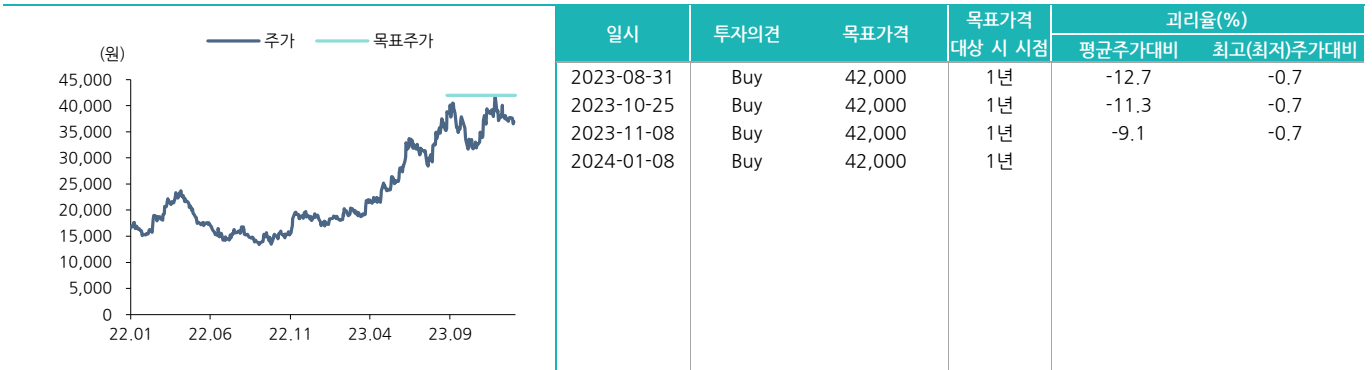 주가 목표주가
(원)
45,000
40,000
35,000
30,000
25,000
20,000
15,000
10,000
5,000
0
22.01 22.06 22.11 23.04 23.09
일시 투자의견 목표가격 목표가격 대상 시 시점 괴리율(%)
평균주가대비 최고(최저)주가대비
2023-08-31 Buy 42,000 1년 -12.7 -0.7
2023-10-25 Buy 42,000 1년 -11.3 -0.7
2023-11-08 Buy 42,000 1년 -9.1 -0.7
2024-01-08 Buy 42,000 1년